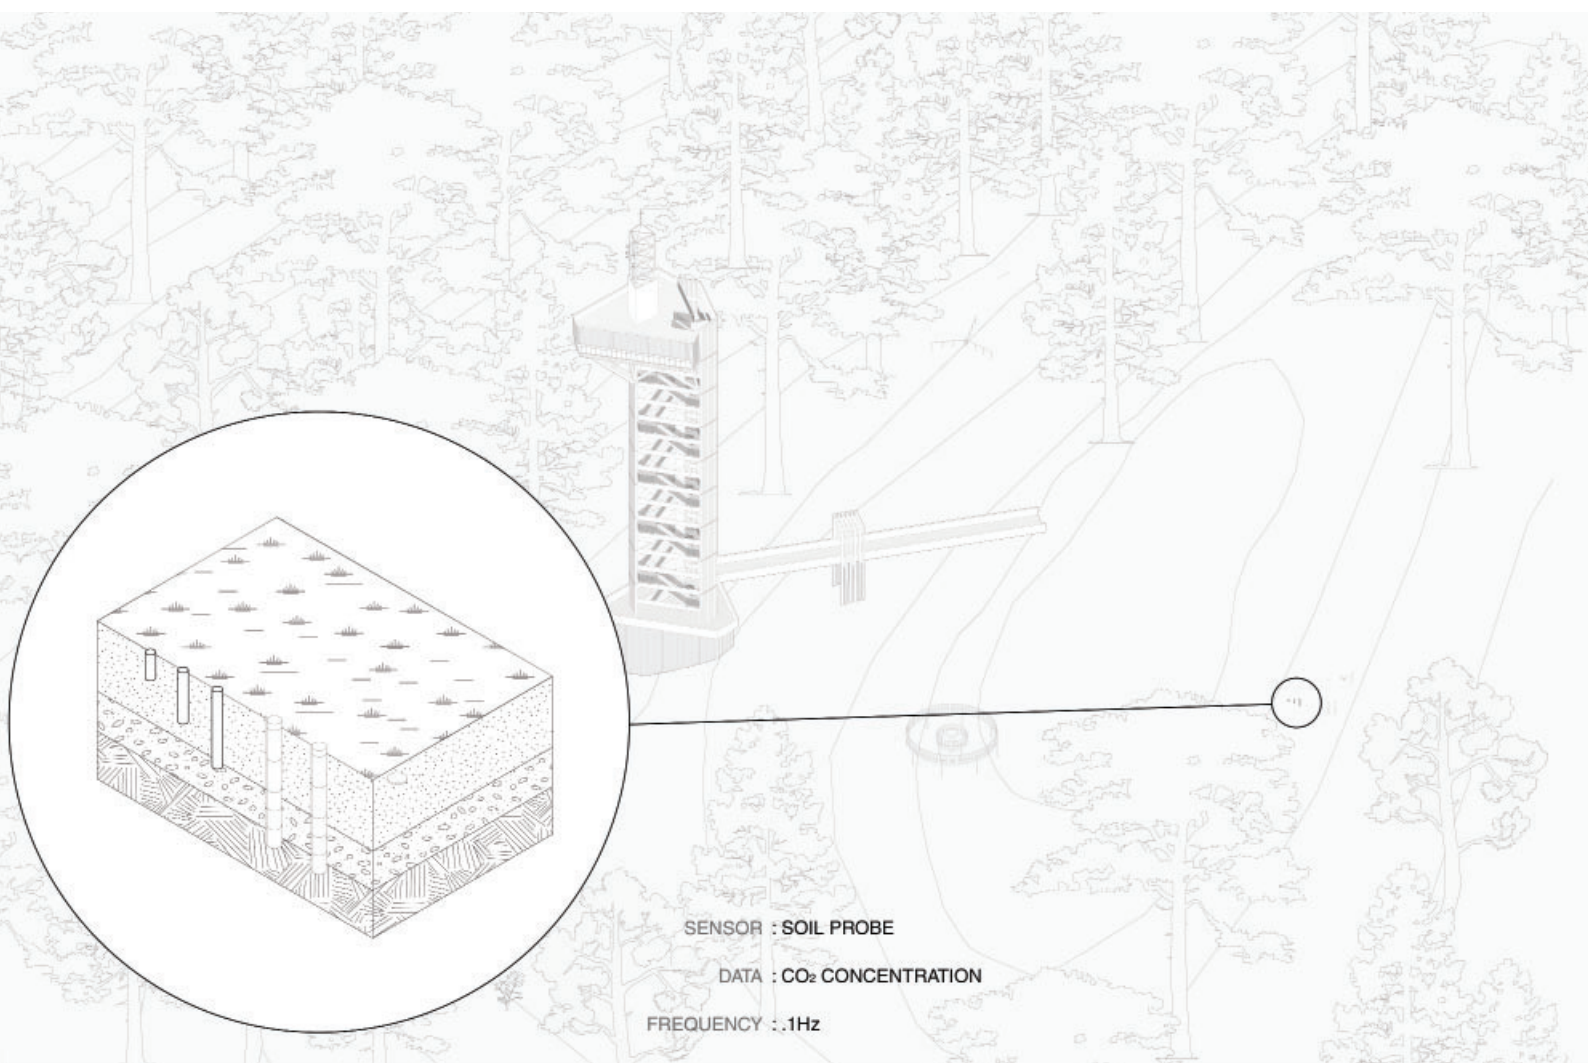 SENSOR : SOIL PROBE
DATA : CO₂ CONCENTRATION
FREQUENCY : .1Hz